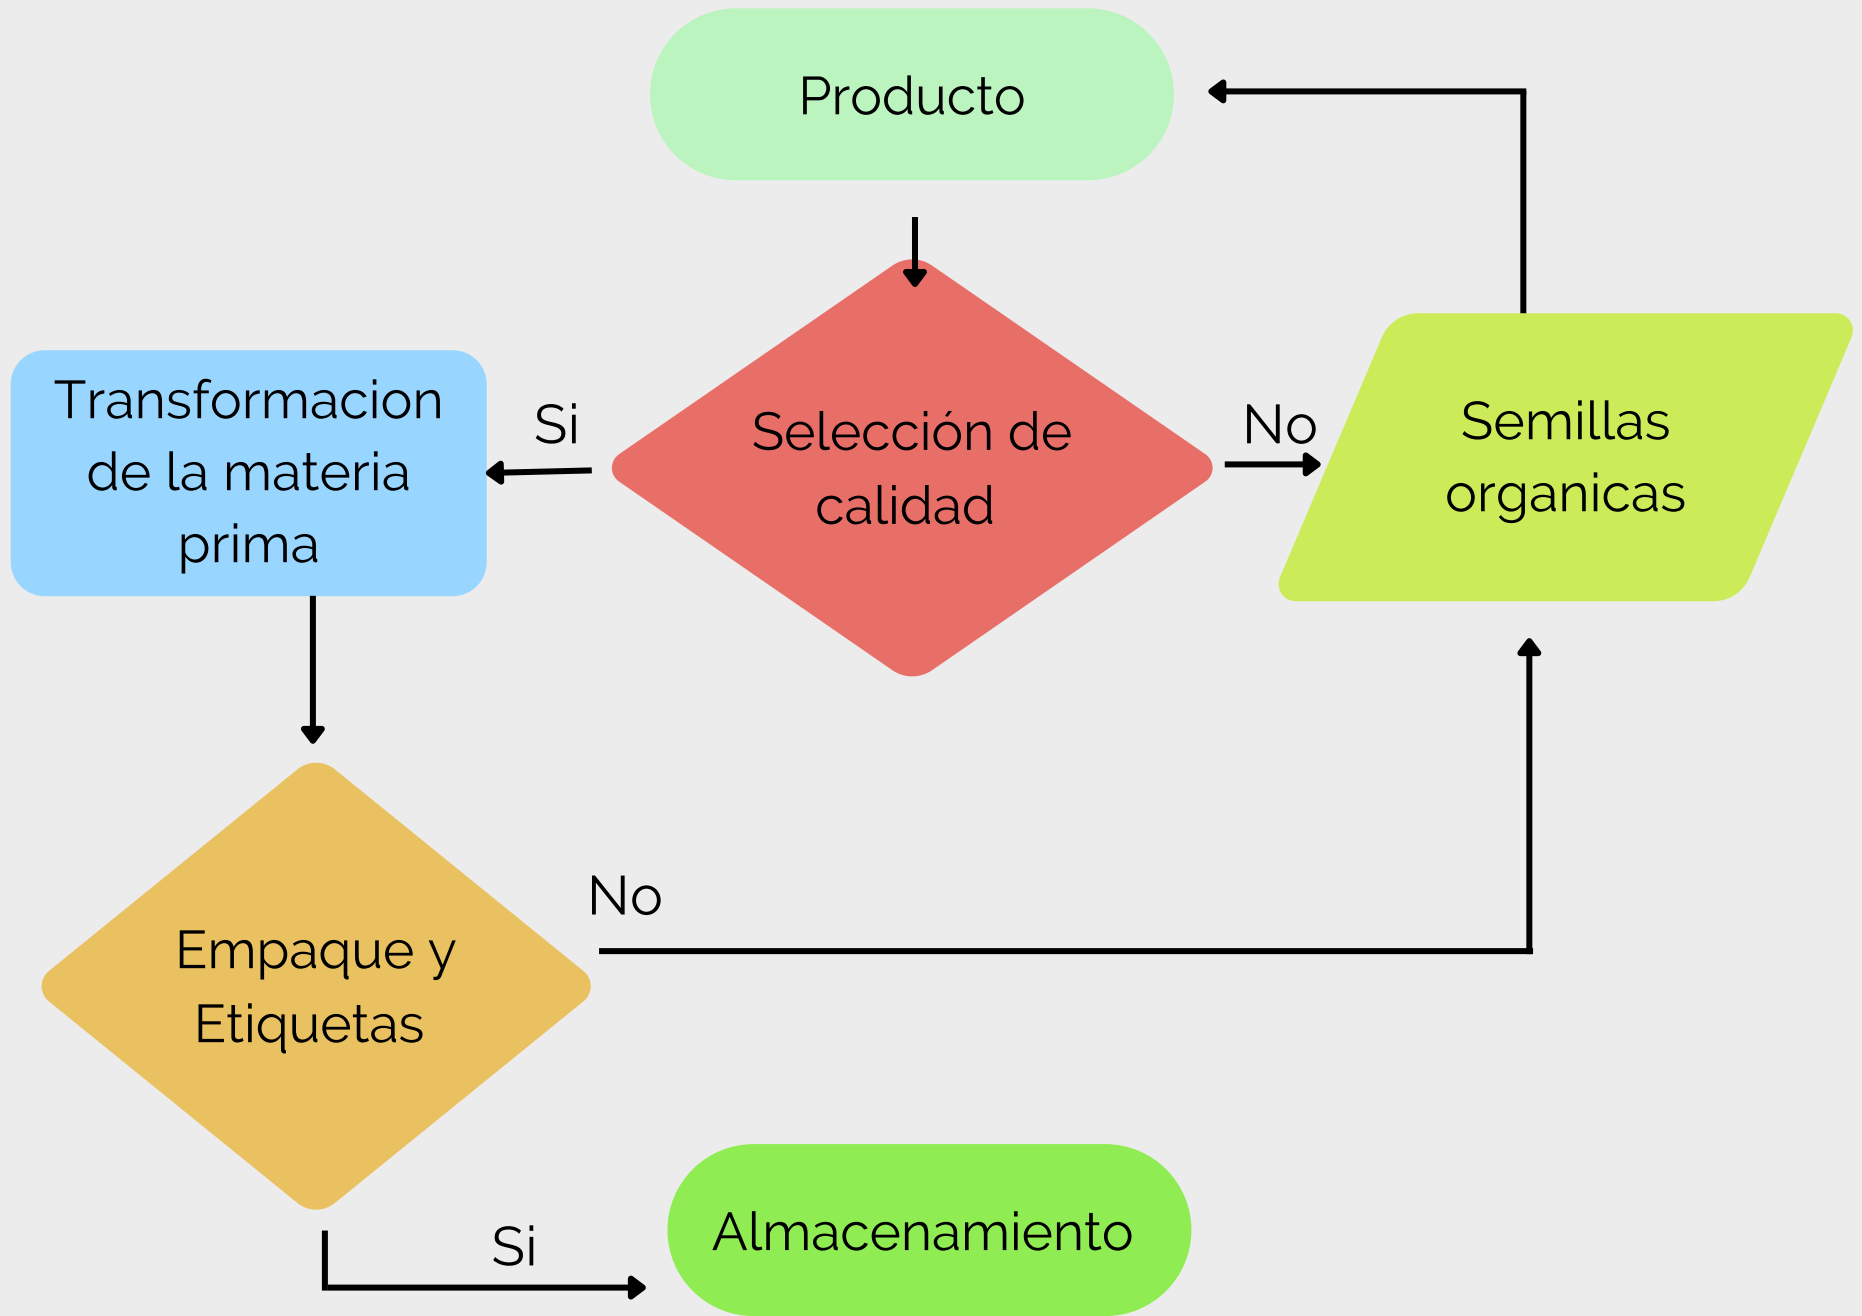 Producto
Transformacion
de la materia
prima
Si
Selección de
calidad
No
Semillas
organicas
No
Empaque y
Etiquetas
Si
Almacenamiento